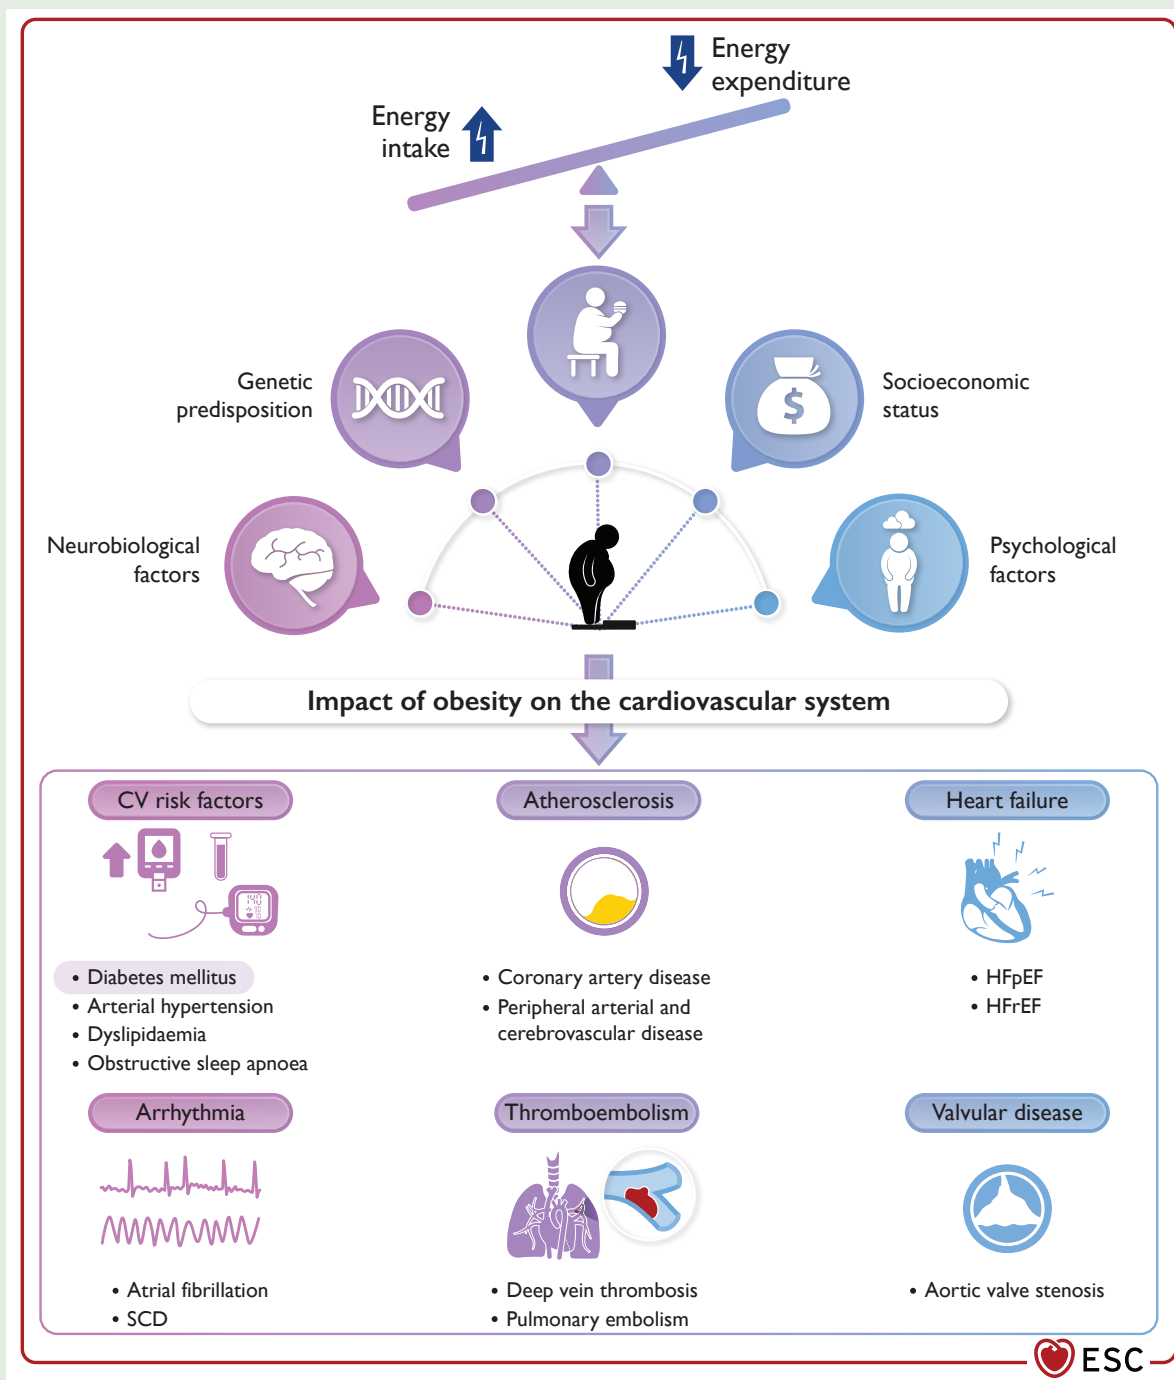 Energy
expenditure
Energy
intake
Genetic
predisposition
$
Socioeconomic
status
Neurobiological
factors
Psychological
factors
Impact of obesity on the cardiovascular system
CV risk factors
Atherosclerosis
Heart failure
140
• Diabetes mellitus
• Arterial hypertension
• Dyslipidaemia
• Obstructive sleep apnoea
• Coronary artery disease
• Peripheral arterial and
cerebrovascular disease
• HFpEF
• HFrEF
Arrhythmia
Thromboembolism
Valvular disease
• Atrial fibrillation
• SCD
• Deep vein thrombosis
• Pulmonary embolism
• Aortic valve stenosis
ESC